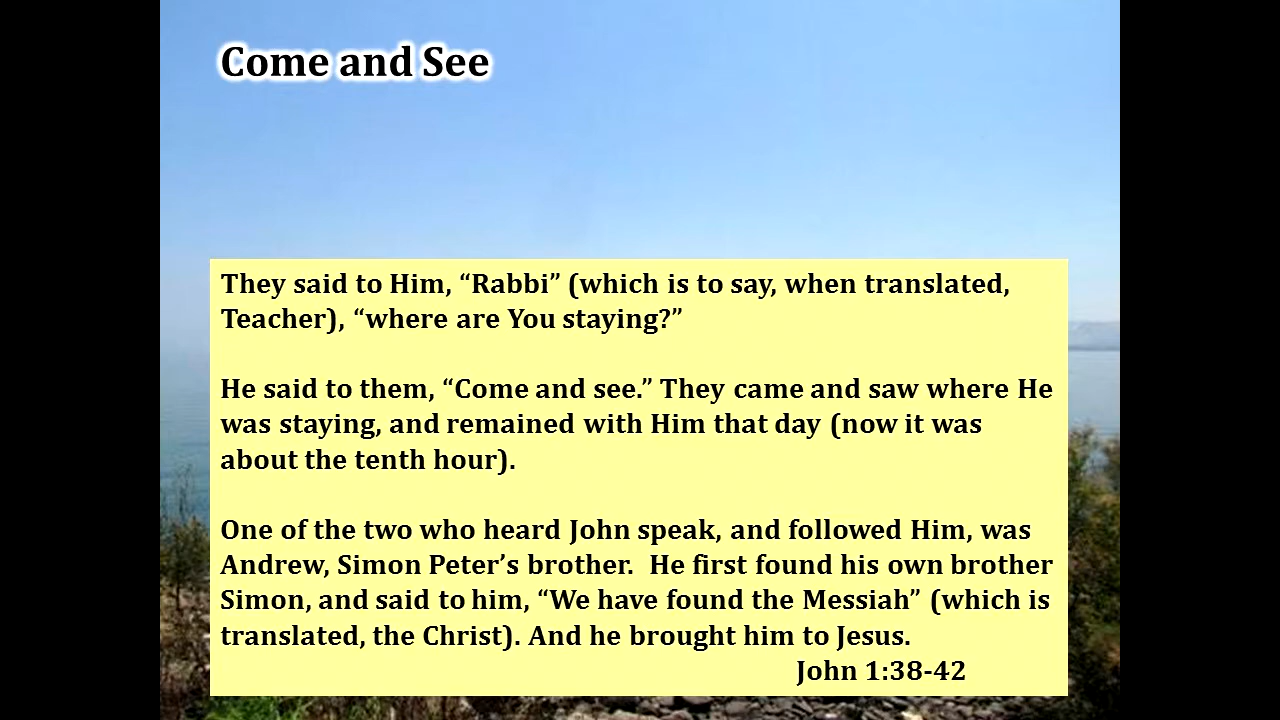 Come and See
They said to Him, “Rabbi” (which is to say, when translated,
Teacher), “where are You staying?”
He said to them, “Come and see.” They came and saw where He
was staying, and remained with Him that day (now it was
about the tenth hour).
One of the two who heard John speak, and followed Him, was
Andrew, Simon Peter’s brother.  He first found his own brother
Simon, and said to him, “We have found the Messiah” (which is
translated, the Christ). And he brought him to Jesus.
John 1:38-42